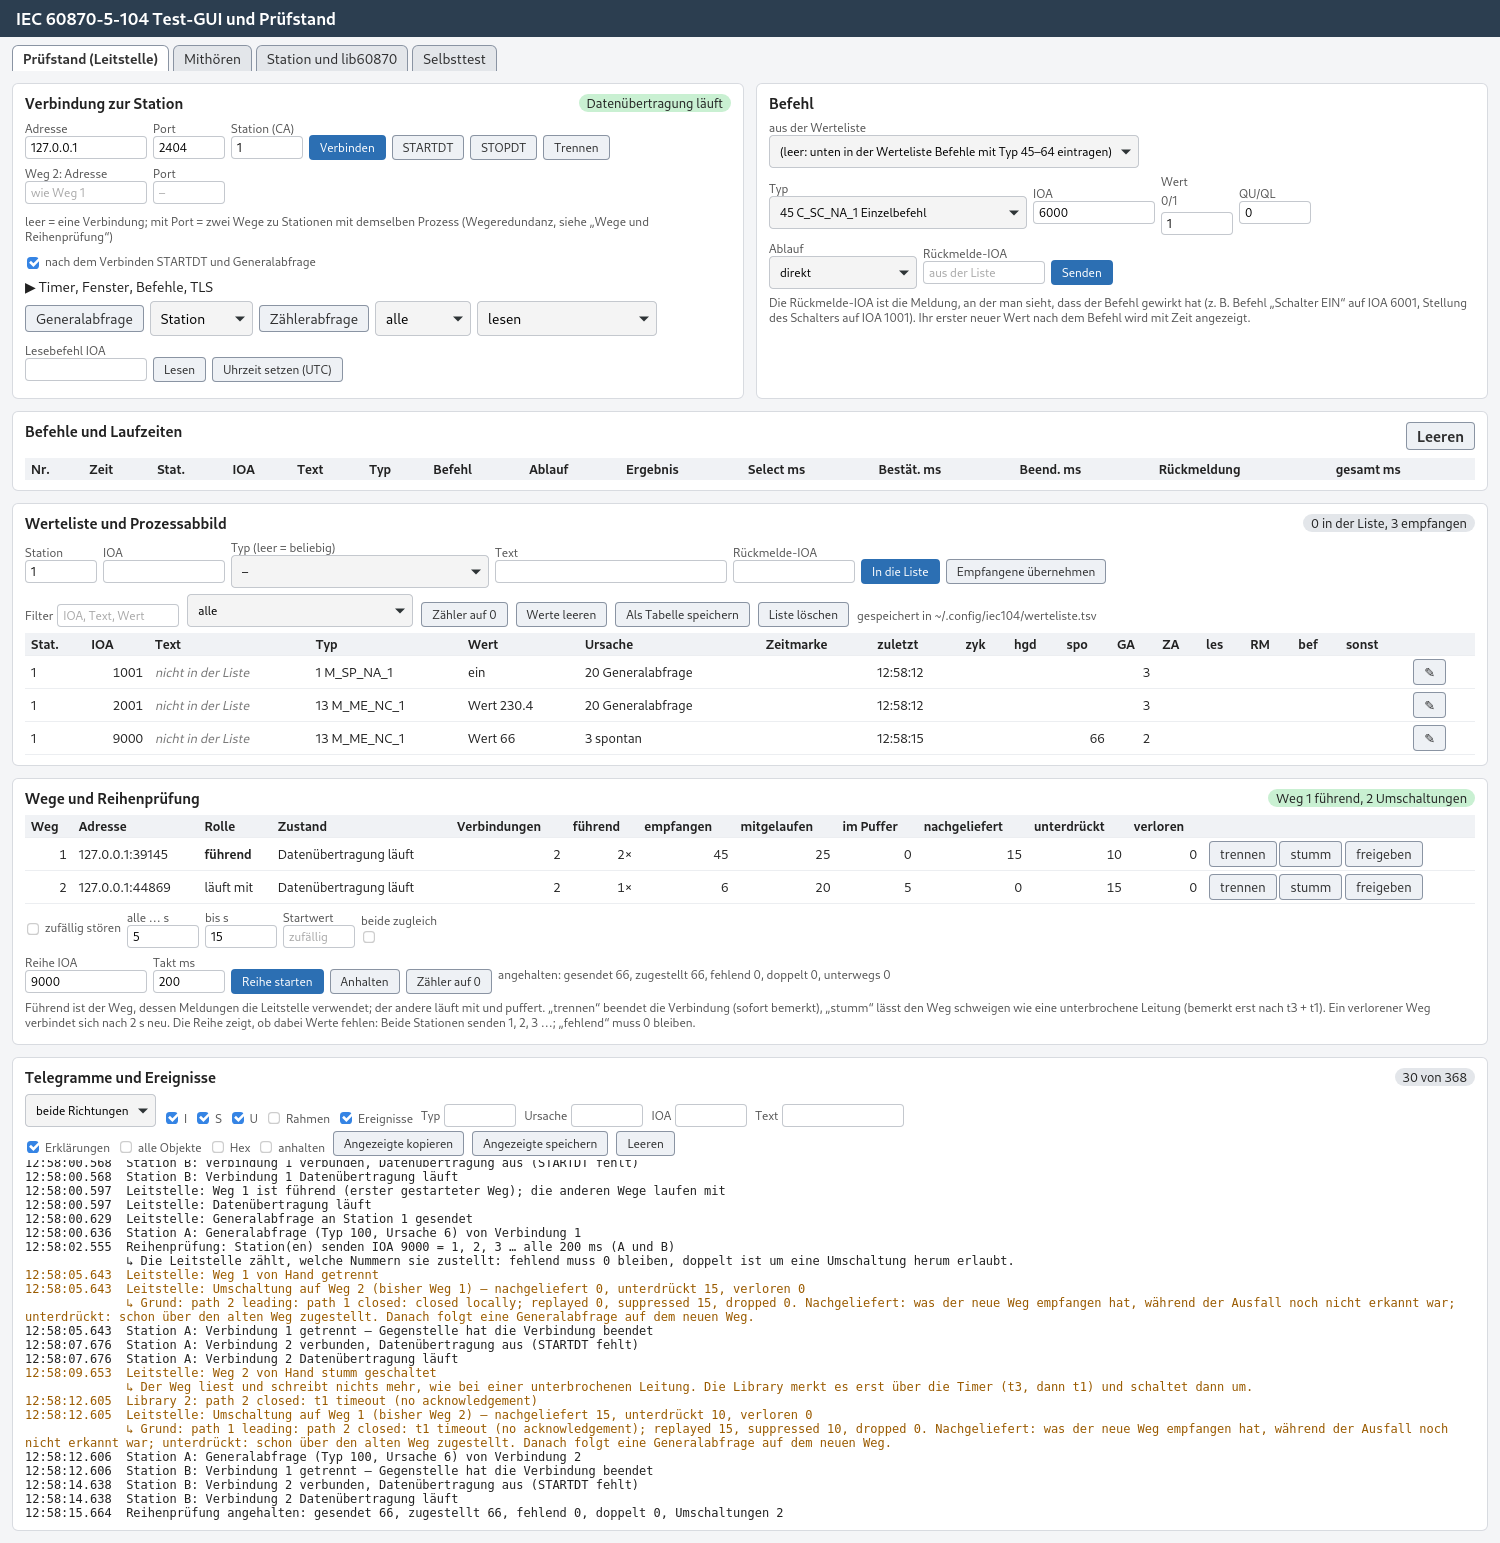 IEC 60870-5-104 Test-GUI und Prüfstand
Prüfstand (Leitstelle) Mithören Station und lib60870 Selbsttest
Verbindung zur Station Datenübertragung läuft
Adresse Port Station (CA)
127.0.0.1 2404 1 Verbinden STARTDT STOPDT Trennen
Weg 2: Adresse Port
wie Weg 1 –
leer = eine Verbindung; mit Port = zwei Wege zu Stationen mit demselben Prozess (Wegeredundanz, siehe „Wege und
Reihenprüfung“)
nach dem Verbinden STARTDT und Generalabfrage
▶ Timer, Fenster, Befehle, TLS
Generalabfrage Station Zählerabfrage alle lesen
Lesebefehl IOA
Lesen Uhrzeit setzen (UTC)
Befehl
aus der Werteliste
(leer: unten in der Werteliste Befehle mit Typ 45–64 eintragen)
Typ IOA Wert QU/QL
0/1
45 C_SC_NA_1 Einzelbefehl 6000 1 0
Ablauf Rückmelde-IOA
direkt aus der Liste Senden
Die Rückmelde-IOA ist die Meldung, an der man sieht, dass der Befehl gewirkt hat (z. B. Befehl „Schalter EIN“ auf IOA 6001, Stellung
des Schalters auf IOA 1001). Ihr erster neuer Wert nach dem Befehl wird mit Zeit angezeigt.
Befehle und Laufzeiten Leeren
Nr. Zeit Stat. IOA Text Typ Befehl Ablauf Ergebnis Select ms Bestät. ms Beend. ms Rückmeldung gesamt ms
Werteliste und Prozessabbild 0 in der Liste, 3 empfangen
Station IOA Typ (leer = beliebig) Text Rückmelde-IOA
1 – In die Liste Empfangene übernehmen
Filter IOA, Text, Wert alle Zähler auf 0 Werte leeren Als Tabelle speichern Liste löschen gespeichert in ~/.config/iec104/werteliste.tsv
Stat. IOA Text Typ Wert Ursache Zeitmarke zuletzt zyk hgd spo GA ZA les RM bef sonst
1 1001 nicht in der Liste 1 M_SP_NA_1 ein 20 Generalabfrage 12:58:12 3 ✎
1 2001 nicht in der Liste 13 M_ME_NC_1 Wert 230.4 20 Generalabfrage 12:58:12 3 ✎
1 9000 nicht in der Liste 13 M_ME_NC_1 Wert 66 3 spontan 12:58:15 66 2 ✎
Wege und Reihenprüfung Weg 1 führend, 2 Umschaltungen
Weg Adresse Rolle Zustand Verbindungen führend empfangen mitgelaufen im Puffer nachgeliefert unterdrückt verloren
1 127.0.0.1:39145 führend Datenübertragung läuft 2 2× 45 25 0 15 10 0 trennen stumm freigeben
2 127.0.0.1:44869 läuft mit Datenübertragung läuft 2 1× 6 20 5 0 15 0 trennen stumm freigeben
zufällig stören alle … s bis s Startwert beide zugleich
5 15 zufällig
Reihe IOA Takt ms
9000 200 Reihe starten Anhalten Zähler auf 0 angehalten: gesendet 66, zugestellt 66, fehlend 0, doppelt 0, unterwegs 0
Führend ist der Weg, dessen Meldungen die Leitstelle verwendet; der andere läuft mit und puffert. „trennen“ beendet die Verbindung (sofort bemerkt), „stumm“ lässt den Weg schweigen wie eine unterbrochene Leitung (bemerkt erst nach t3 + t1). Ein verlorener Weg
verbindet sich nach 2 s neu. Die Reihe zeigt, ob dabei Werte fehlen: Beide Stationen senden 1, 2, 3 …; „fehlend“ muss 0 bleiben.
Telegramme und Ereignisse 30 von 368
beide Richtungen I S U Rahmen Ereignisse Typ Ursache IOA Text
Erklärungen alle Objekte Hex anhalten Angezeigte kopieren Angezeigte speichern Leeren
12:58:00.568 Station B: Verbindung 1 verbunden, Datenübertragung aus (STARTDT fehlt)
12:58:00.568 Station B: Verbindung 1 Datenübertragung läuft
12:58:00.597 Leitstelle: Weg 1 ist führend (erster gestarteter Weg); die anderen Wege laufen mit
12:58:00.597 Leitstelle: Datenübertragung läuft
12:58:00.629 Leitstelle: Generalabfrage an Station 1 gesendet
12:58:00.636 Station A: Generalabfrage (Typ 100, Ursache 6) von Verbindung 1
12:58:02.555 Reihenprüfung: Station(en) senden IOA 9000 = 1, 2, 3 … alle 200 ms (A und B)
↳ Die Leitstelle zählt, welche Nummern sie zustellt: fehlend muss 0 bleiben, doppelt ist um eine Umschaltung herum erlaubt.
12:58:05.643 Leitstelle: Weg 1 von Hand getrennt
12:58:05.643 Leitstelle: Umschaltung auf Weg 2 (bisher Weg 1) – nachgeliefert 0, unterdrückt 15, verloren 0
↳ Grund: path 2 leading: path 1 closed: closed locally; replayed 0, suppressed 15, dropped 0. Nachgeliefert: was der neue Weg empfangen hat, während der Ausfall noch nicht erkannt war;
unterdrückt: schon über den alten Weg zugestellt. Danach folgt eine Generalabfrage auf dem neuen Weg.
12:58:05.643 Station A: Verbindung 1 getrennt – Gegenstelle hat die Verbindung beendet
12:58:07.676 Station A: Verbindung 2 verbunden, Datenübertragung aus (STARTDT fehlt)
12:58:07.676 Station A: Verbindung 2 Datenübertragung läuft
12:58:09.653 Leitstelle: Weg 2 von Hand stumm geschaltet
↳ Der Weg liest und schreibt nichts mehr, wie bei einer unterbrochenen Leitung. Die Library merkt es erst über die Timer (t3, dann t1) und schaltet dann um.
12:58:12.605 Library 2: path 2 closed: t1 timeout (no acknowledgement)
12:58:12.605 Leitstelle: Umschaltung auf Weg 1 (bisher Weg 2) – nachgeliefert 15, unterdrückt 10, verloren 0
↳ Grund: path 1 leading: path 2 closed: t1 timeout (no acknowledgement); replayed 15, suppressed 10, dropped 0. Nachgeliefert: was der neue Weg empfangen hat, während der Ausfall noch
nicht erkannt war; unterdrückt: schon über den alten Weg zugestellt. Danach folgt eine Generalabfrage auf dem neuen Weg.
12:58:12.606 Station A: Generalabfrage (Typ 100, Ursache 6) von Verbindung 2
12:58:12.606 Station B: Verbindung 1 getrennt – Gegenstelle hat die Verbindung beendet
12:58:14.638 Station B: Verbindung 2 verbunden, Datenübertragung aus (STARTDT fehlt)
12:58:14.638 Station B: Verbindung 2 Datenübertragung läuft
12:58:15.664 Reihenprüfung angehalten: gesendet 66, zugestellt 66, fehlend 0, doppelt 0, Umschaltungen 2